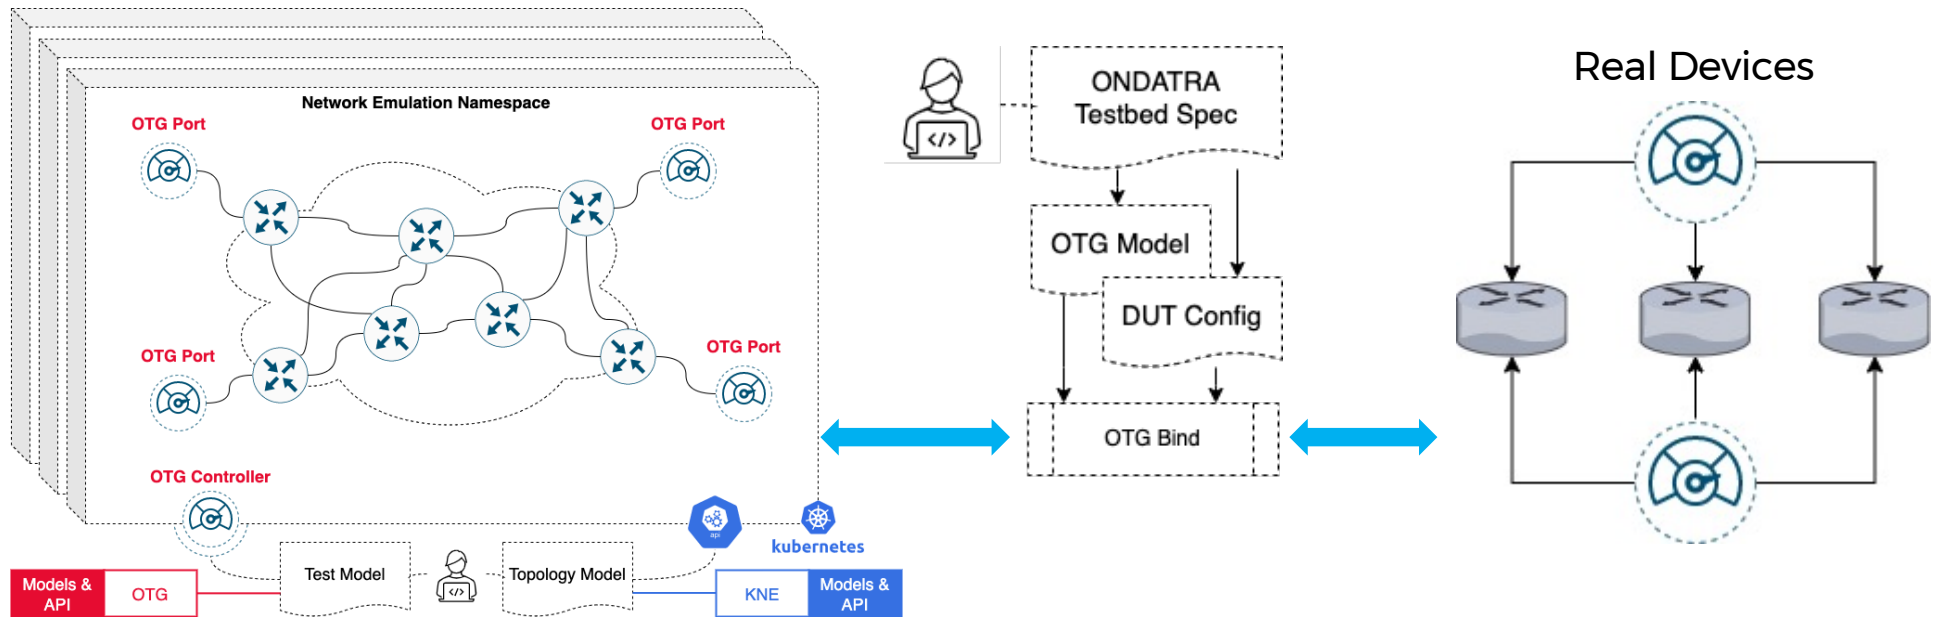 Network Emulation Namespace
OTG Port
OTG Port
OTG Port
OTG Port
OTG Controller
api
kubernetes
Test Model
</>
Topology Model
Models &
API
OTG
KNE
Models &
API
</>
ONDATRA
Testbed Spec
OTG Model
DUT Config
OTG Bind
Real Devices